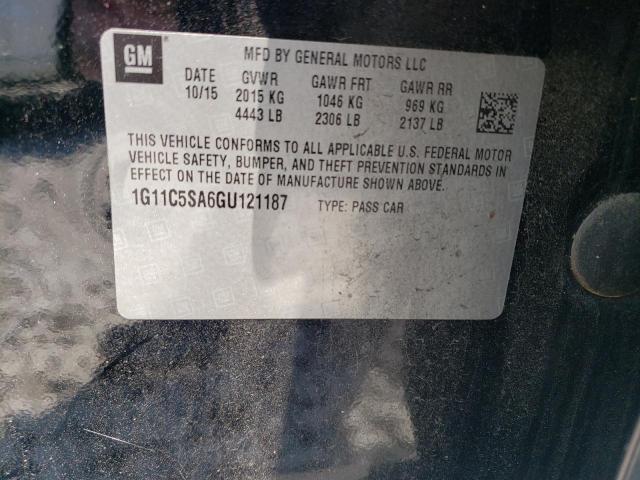 GM
MFD BY GENERAL MOTORS LLC
DATE GVWR GAWR FRT GAWR RR
10/15 2015 KG 1046 KG 969 KG
4443 LB 2306 LB 2137 LB
THIS VEHICLE CONFORMS TO ALL APPLICABLE U.S. FEDERAL MOTOR
VEHICLE SAFETY, BUMPER, AND THEFT PREVENTION STANDARDS IN
EFFECT ON THE DATE OF MANUFACTURE SHOWN ABOVE.
1G11C5SA6GU121187 TYPE: PASS CAR